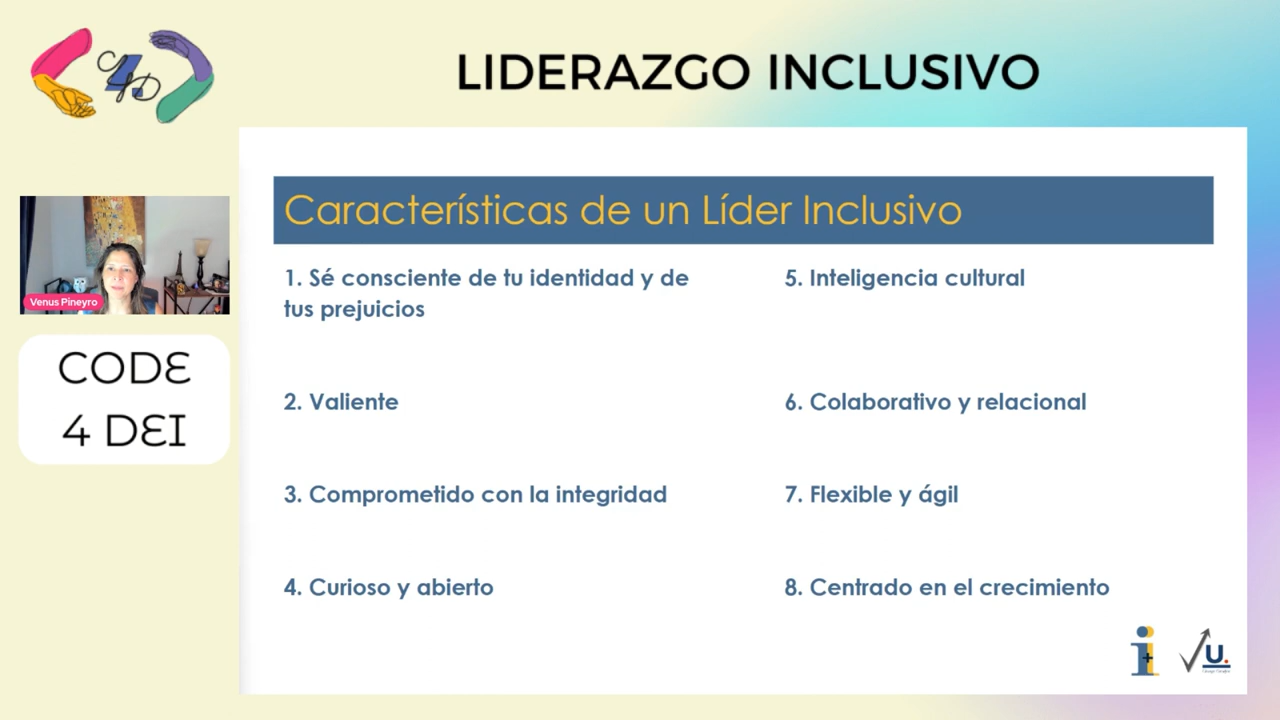 C4D
LIDERAZGO INCLUSIVO
Características de un Líder Inclusivo
1. Sé consciente de tu identidad y de
tus prejuicios
2. Valiente
3. Comprometido con la integridad
4. Curioso y abierto
5. Inteligencia cultural
6. Colaborativo y relacional
7. Flexible y ágil
8. Centrado en el crecimiento
Venus Pineyro
CODE
4 DEI
i+
U.